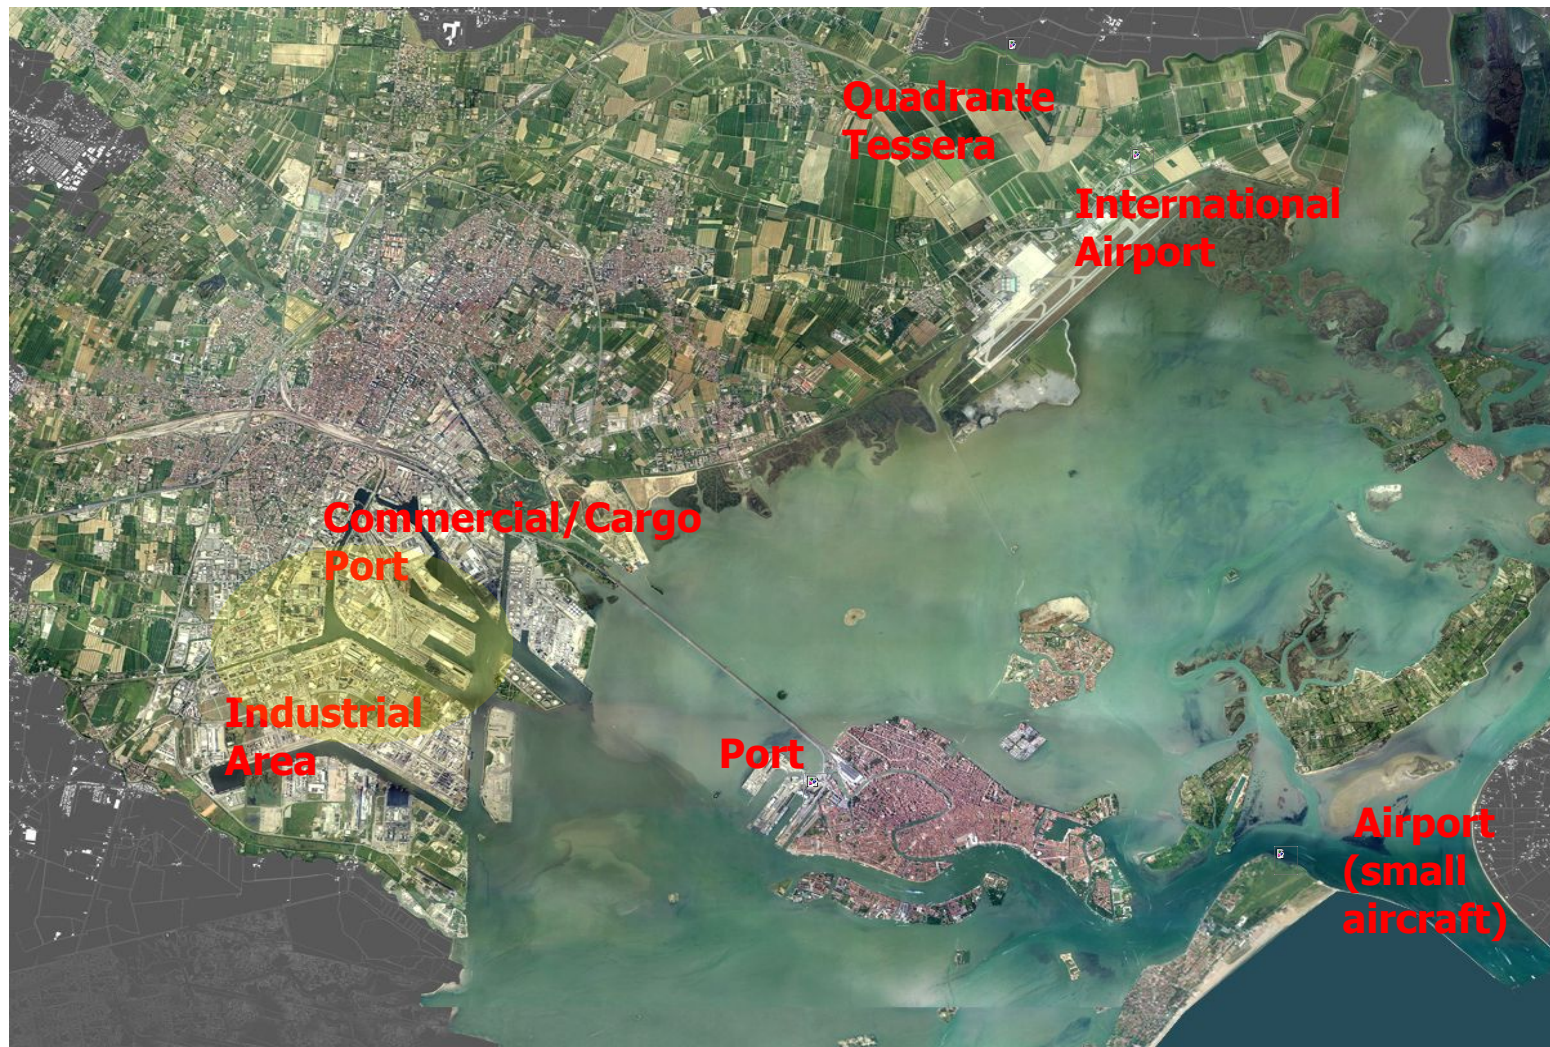 Quadrante
Tessera
International
Airport
Commercial/Cargo
Port
Industrial
Area
Port
Airport
(small
aircraft)